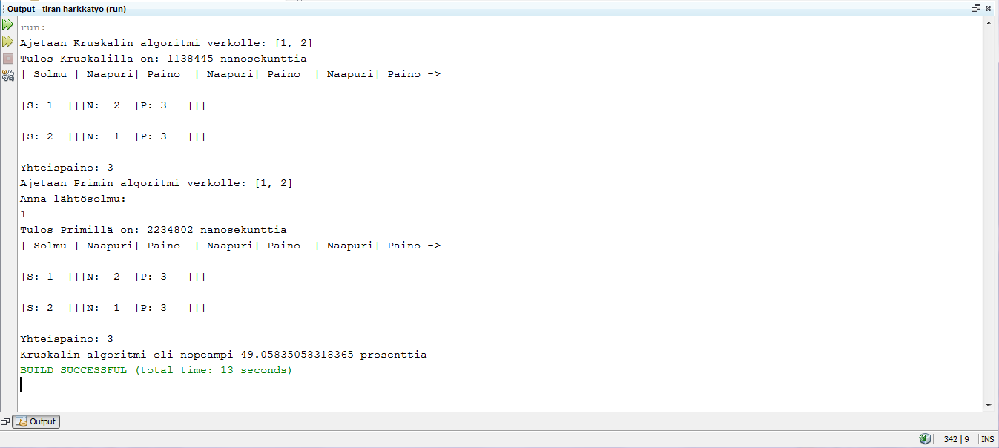 Output - tiran harkkatyo (run)
run:
Ajetaan Kruskalin algoritmi verkolle: [1, 2]
Tulos Kruskalilla on: 1138445 nanosekunttia
| Solmu | Naapuri| Paino  | Naapuri| Paino  | Naapuri| Paino ->
|S: 1  |||N:  2  |P: 3   |||
|S: 2  |||N:  1  |P: 3   |||
Yhteispaino: 3
Ajetaan Primin algoritmi verkolle: [1, 2]
Anna lähtösolmu:
1
Tulos Primillä on: 2234802 nanosekunttia
| Solmu | Naapuri| Paino  | Naapuri| Paino  | Naapuri| Paino ->
|S: 1  |||N:  2  |P: 3   |||
|S: 2  |||N:  1  |P: 3   |||
Yhteispaino: 3
Kruskalin algoritmi oli nopeampi 49.05835058318365 prosenttia
BUILD SUCCESSFUL (total time: 13 seconds)
Output
342 | 9 INS